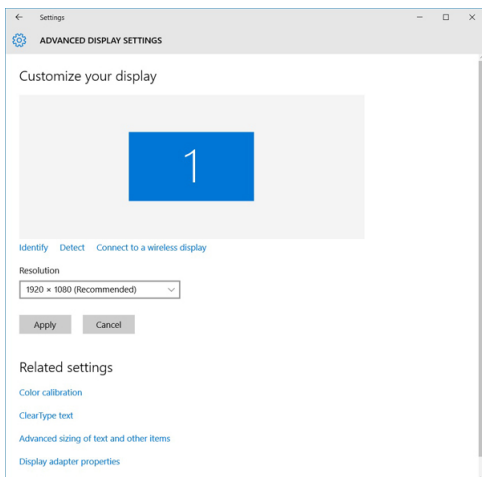 Settings
ADVANCED DISPLAY SETTINGS
Customize your display
1
Identify Detect Connect to a wireless display
Resolution
1920 × 1080 (Recommended)
Apply Cancel
Related settings
Color calibration
ClearType text
Advanced sizing of text and other items
Display adapter properties